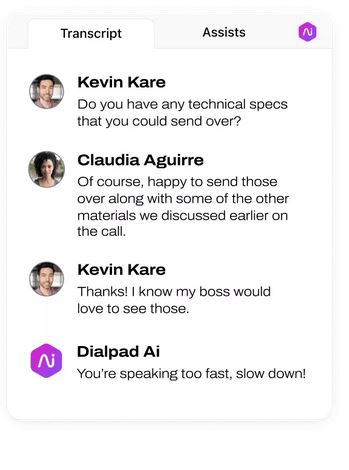 Transcript
Assists
Ai
Kevin Kare
Do you have any technical specs
that you could send over?
Claudia Aguirre
Of course, happy to send those
over along with some of the other
materials we discussed earlier on
the call.
Kevin Kare
Thanks! I know my boss would
love to see those.
Ai
Dialpad Ai
You’re speaking too fast, slow down!